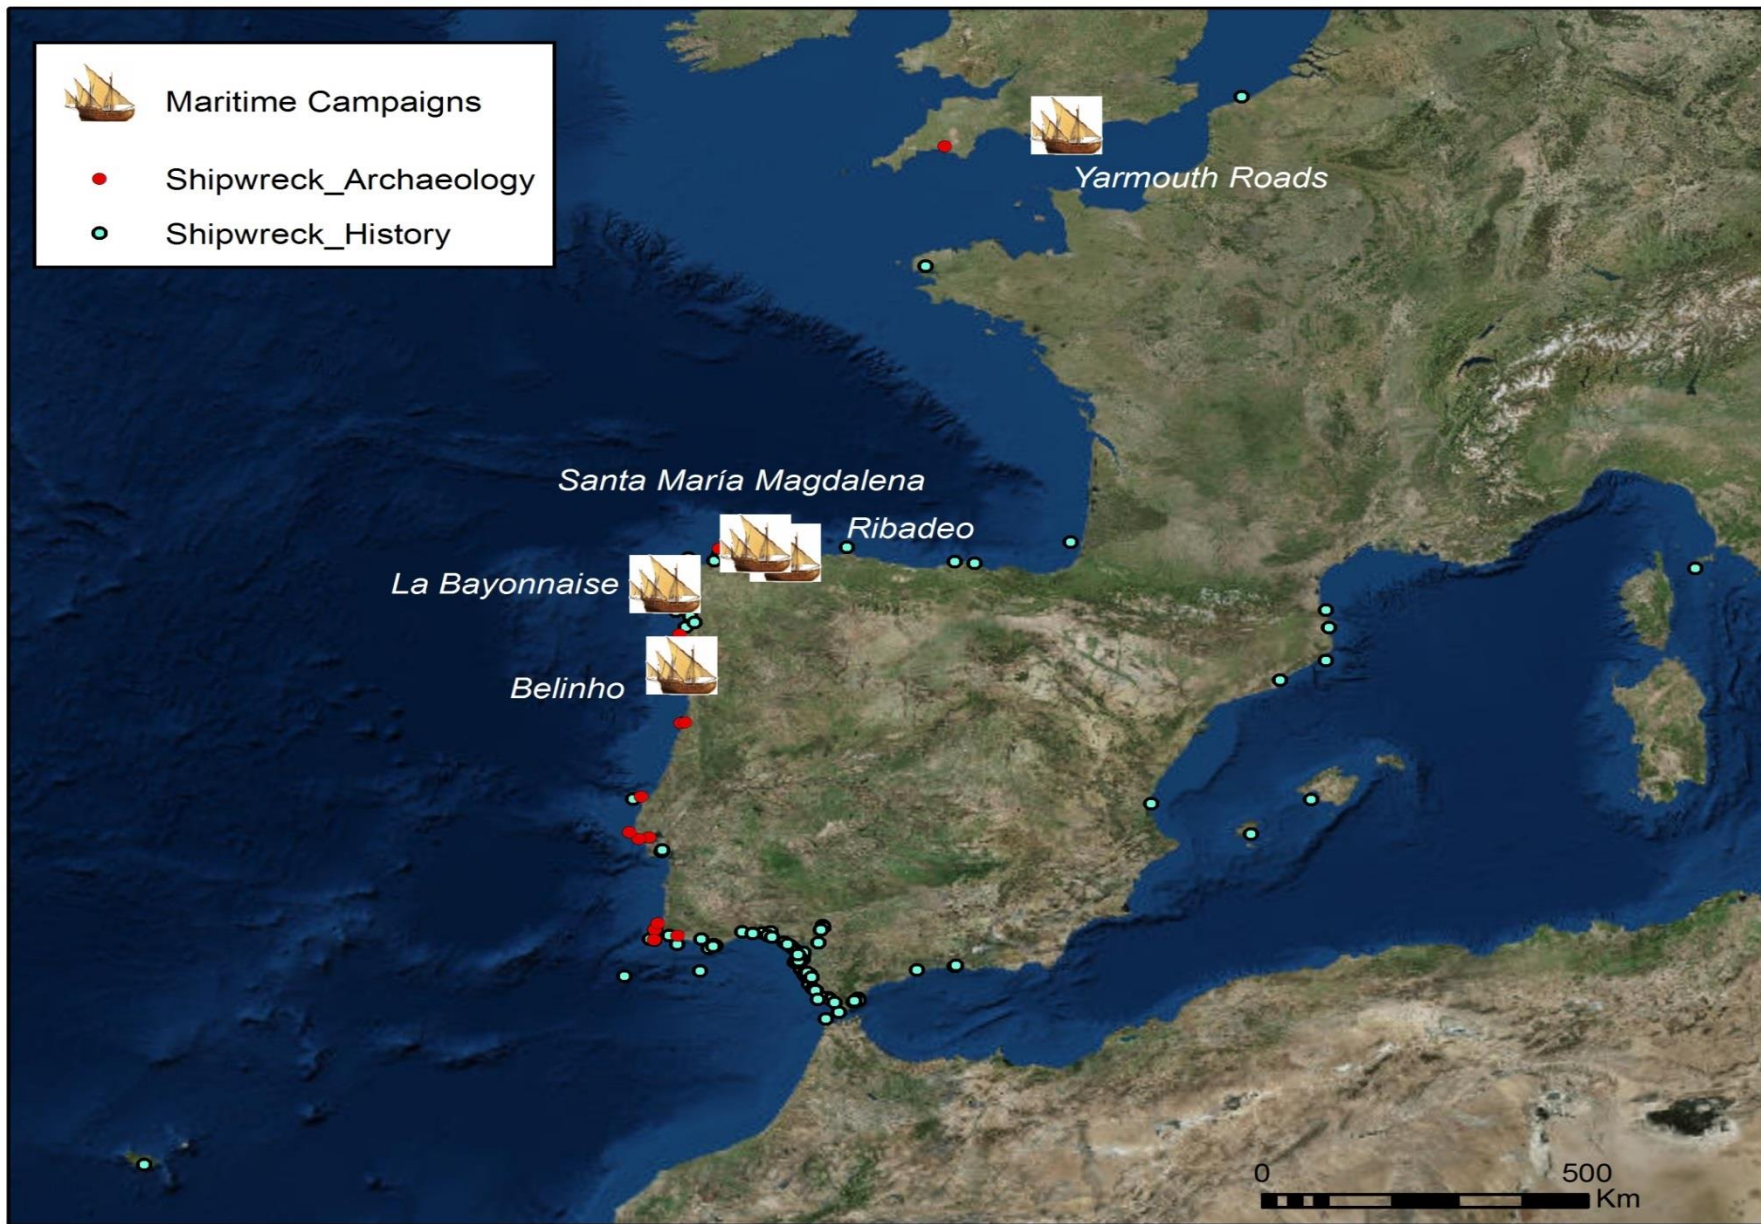 Maritime Campaigns
Shipwreck_Archaeology
Shipwreck_History
Yarmouth Roads
Santa María Magdalena
Ribadeo
La Bayonnaise
Belinho
0 500
Km